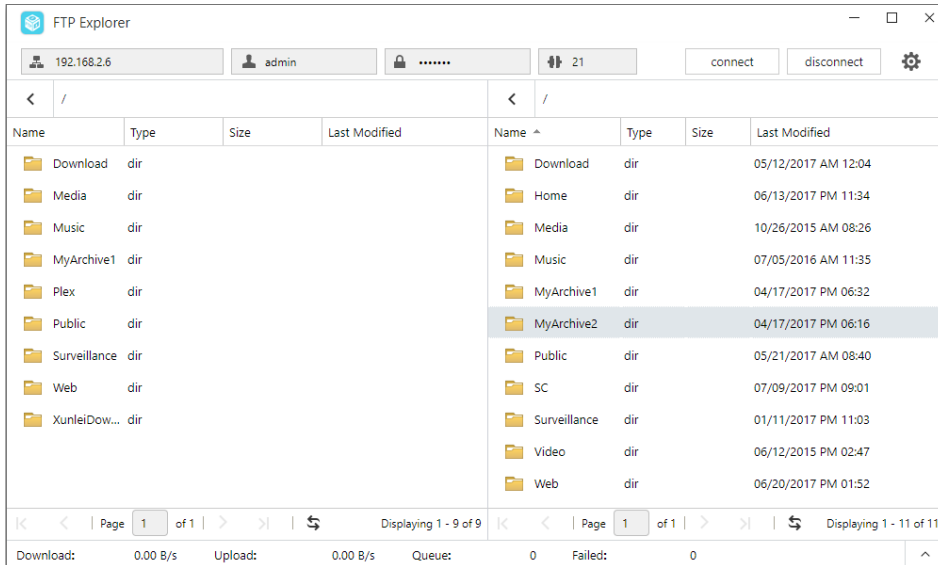 FTP Explorer
192.168.2.6 admin ••••••• 21 connect disconnect
/ /
Name Type Size Last Modified Name Type Size Last Modified
Download dir Download dir 05/12/2017 AM 12:04
Media dir Home dir 06/13/2017 PM 11:34
Music dir Media dir 10/26/2015 AM 08:26
MyArchive1 dir Music dir 07/05/2016 AM 11:35
Plex dir MyArchive1 dir 04/17/2017 PM 06:32
Public dir MyArchive2 dir 04/17/2017 PM 06:16
Surveillance dir Public dir 05/21/2017 AM 08:40
Web dir SC dir 07/09/2017 PM 09:01
XunleiDow... dir Surveillance dir 01/11/2017 PM 11:03
Video dir 06/12/2015 PM 02:47
Web dir 06/20/2017 PM 01:52
Page 1 of 1 Displaying 1 - 9 of 9 Page 1 of 1 Displaying 1 - 11 of 11
Download: 0.00 B/s Upload: 0.00 B/s Queue: 0 Failed: 0